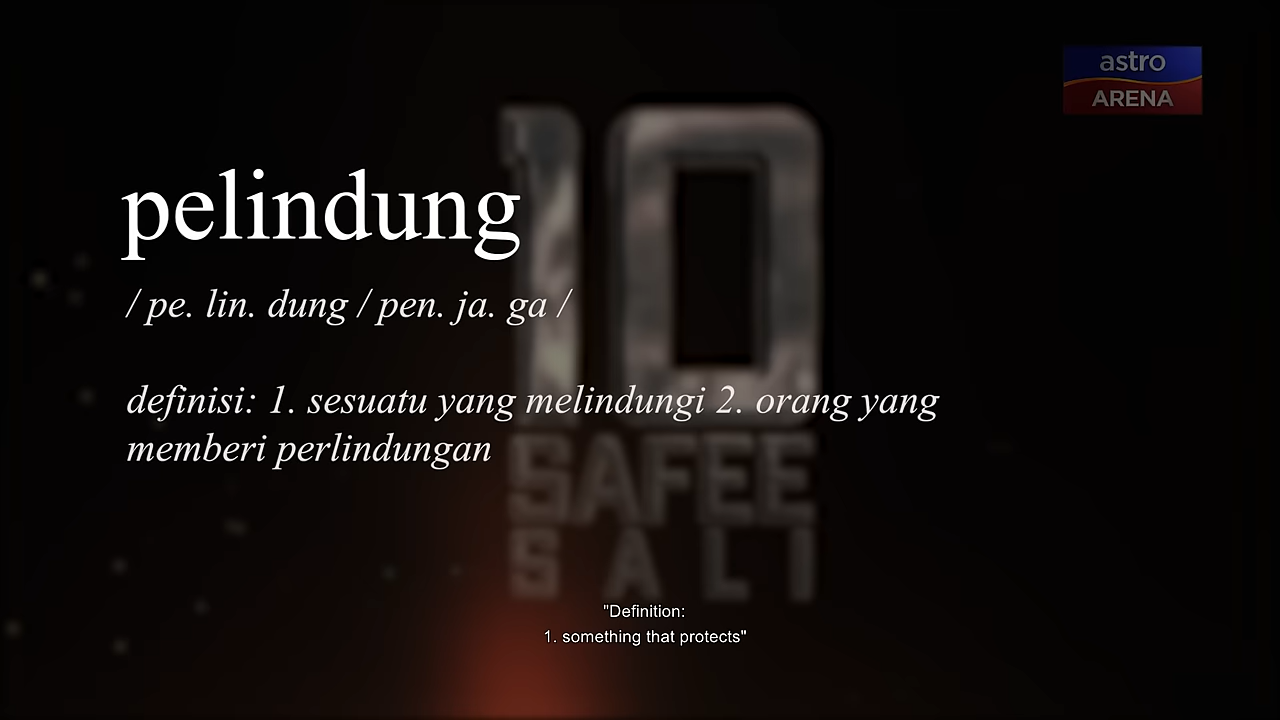 astro
ARENA
10
pelindung
/ pe. lin. dung / pen. ja. ga /
definisi: 1. sesuatu yang melindungi 2. orang yang
memberi perlindungan
SAFEE
SALI
"Definition:
1. something that protects"